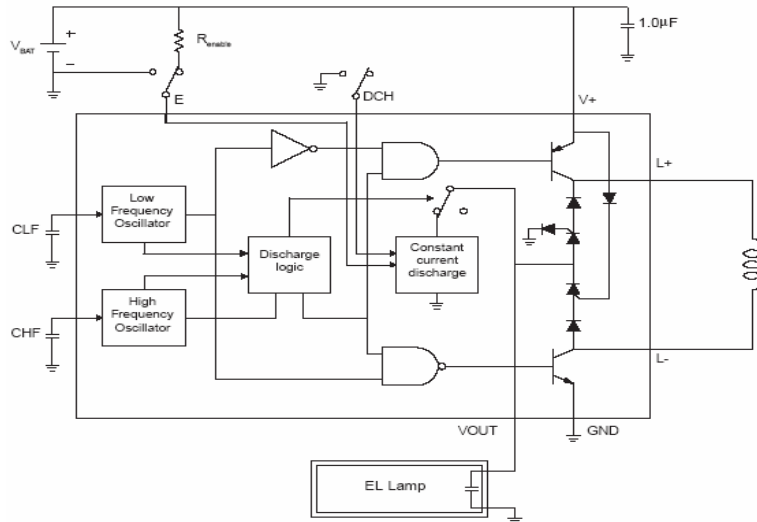 1.0µF
+
VBAT
−
Renable
E
DCH
V+
L+
Low
Frequency
Ottillator
CLF
Discharge
logic
Constant
current
discharge
High
Frequency
Oscillator
CHF
L-
VOUT
GND
EL Lamp